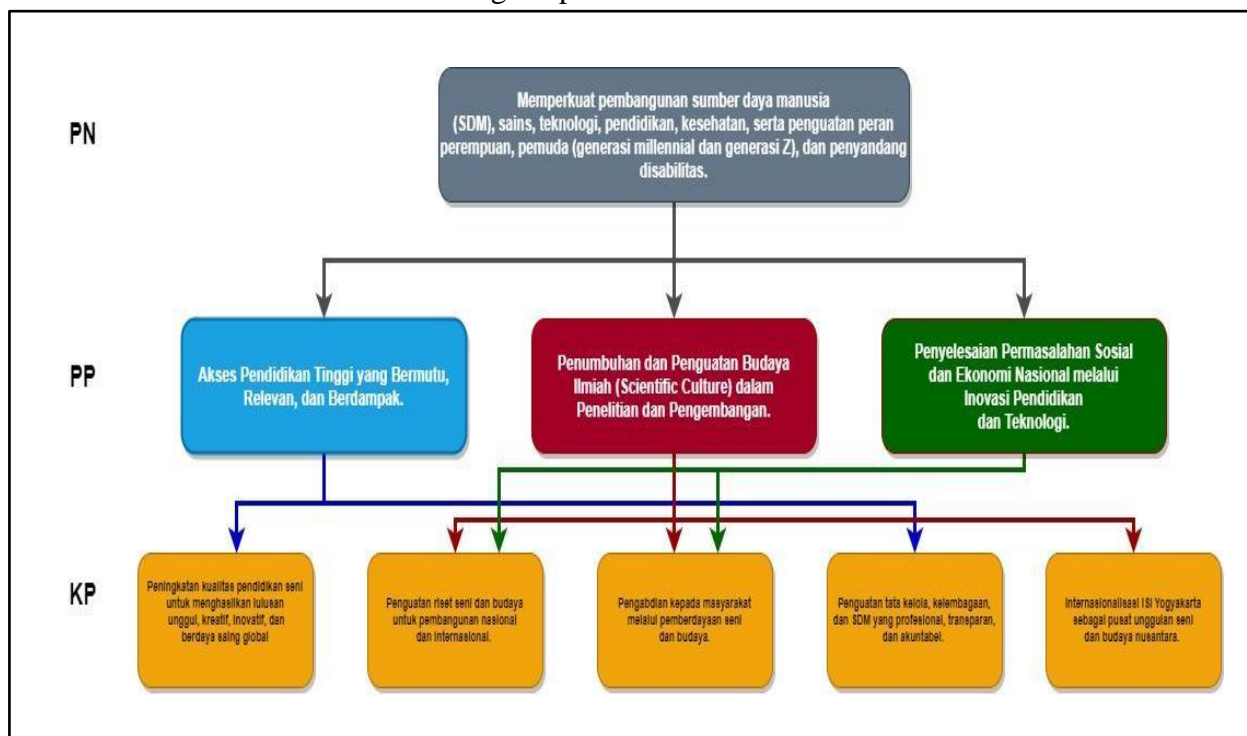 PN
Memperkuat pembangunan sumber daya manusia
(SDM), sains, teknologi, pendidikan, kesehatan, serta penguatan peran
perempuan, pemuda (generasi millennial dan generasi Z), dan penyandang
disabilitas.
PP
Akses Pendidikan Tinggi yang Bermutu,
Relevan, dan Berdampak.
Penumbuhan dan Penguatan Budaya
Ilmiah (Scientific Culture) dalam
Penelitian dan Pengembangan.
Penyelesaian Permasalahan Sosial
dan Ekonomi Nasional melalui
Inovasi Pendidikan
dan Teknologi.
KP
Peningkatan kualitas pendidikan seni
untuk menghasilkan lulusan
unggul, kreatif, inovatif, dan
berdaya saing global
Penguatan riset seni dan budaya
untuk pembangunan nasional
dan internasional.
Pengabdian kepada masyarakat
melalui pemberdayaan seni
dan budaya.
Penguatan tata kelola, kelembagaan,
dan SDM yang profesional, transparan,
dan akuntabel.
Internasionalisasi ISI Yogyakarta
sebagai pusat unggulan seni
dan budaya nusantara.